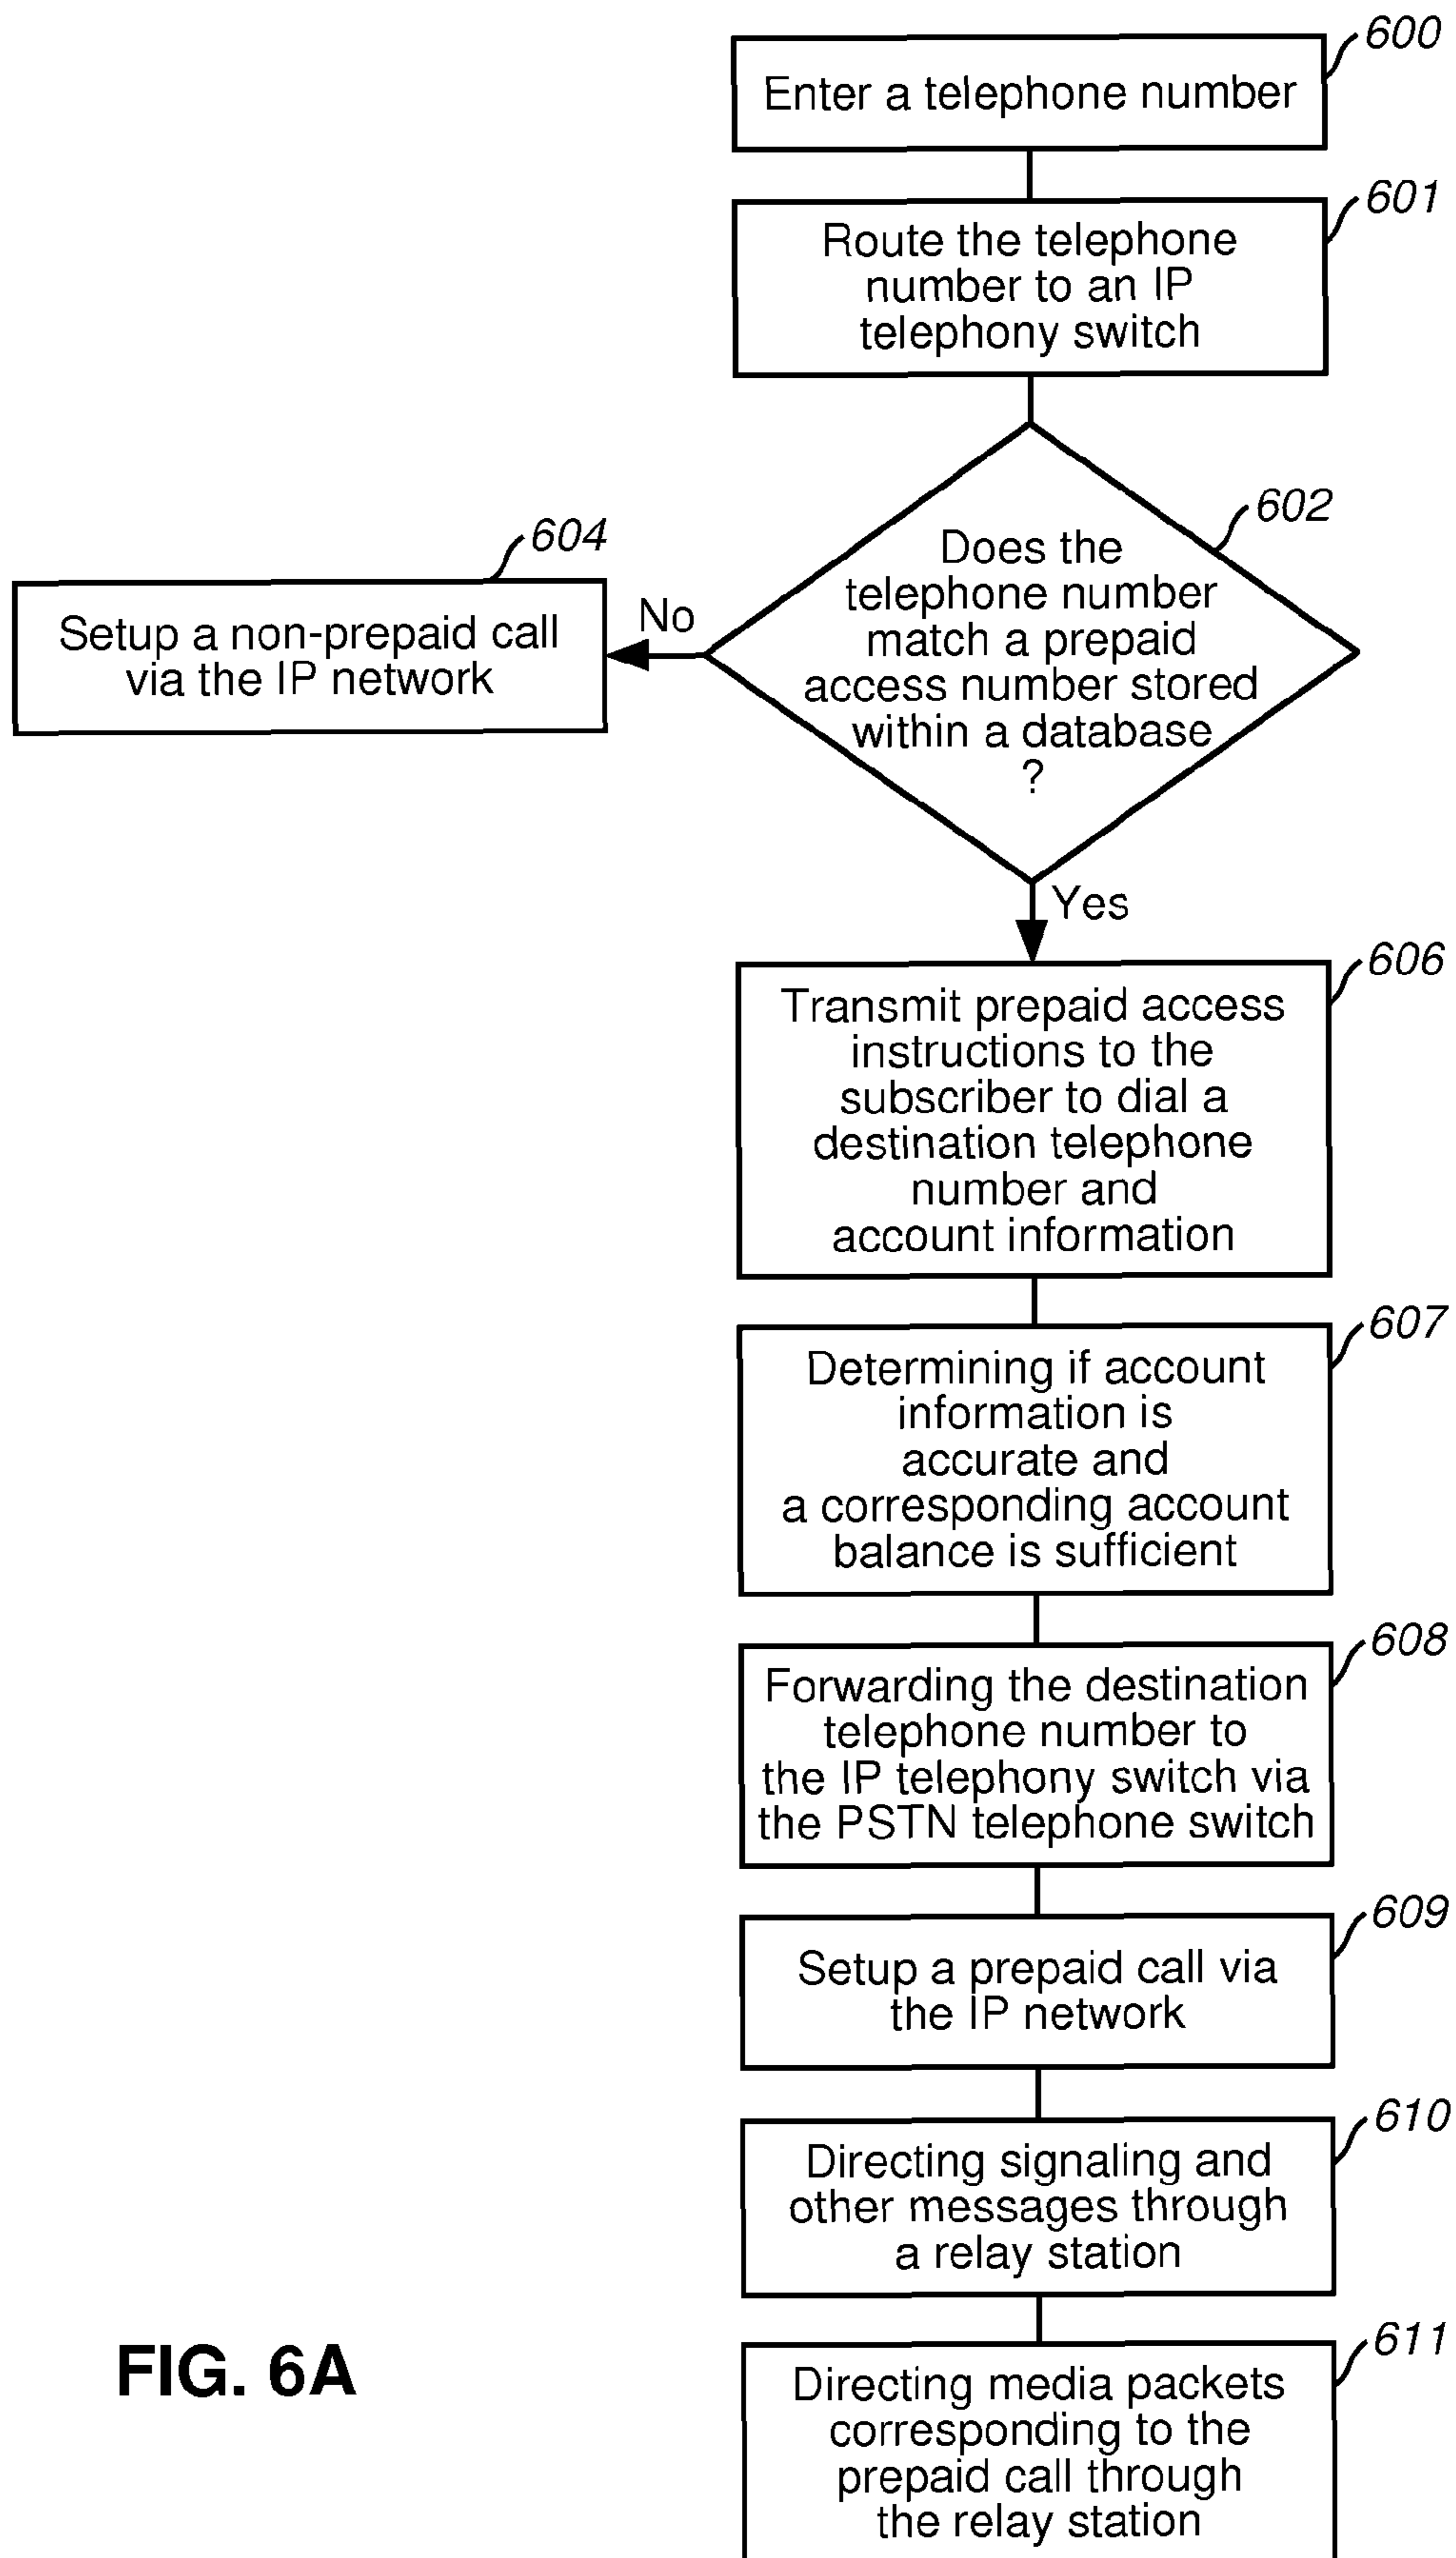 600
Enter a telephone number
601
Route the telephone
number to an IP
telephony switch
602
Does the
telephone number
match a prepaid
access number stored
within a database
?
604
Setup a non-prepaid call
via the IP network
No
Yes
606
Transmit prepaid access
instructions to the
subscriber to dial a
destination telephone
number and
account information
607
Determining if account
information is
accurate and
a corresponding account
balance is sufficient
608
Forwarding the destination
telephone number to
the IP telephony switch via
the PSTN telephone switch
609
Setup a prepaid call via
the IP network
610
Directing signaling and
other messages through
a relay station
611
Directing media packets
corresponding to the
prepaid call through
the relay station
FIG. 6A